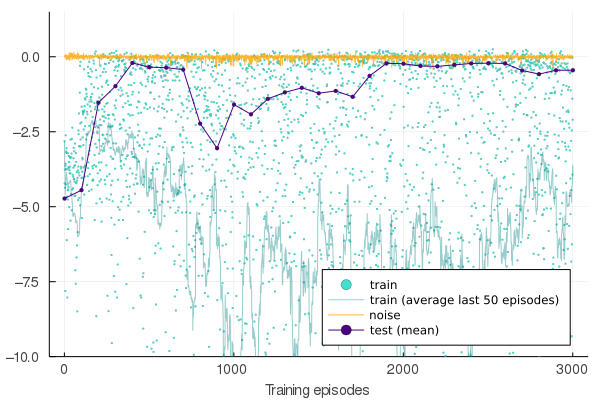 0.0
−2.5
−5.0
−7.5
−10.0
train
train (average last 50 episodes)
noise
test (mean)
0 1000 2000 3000
Training episodes